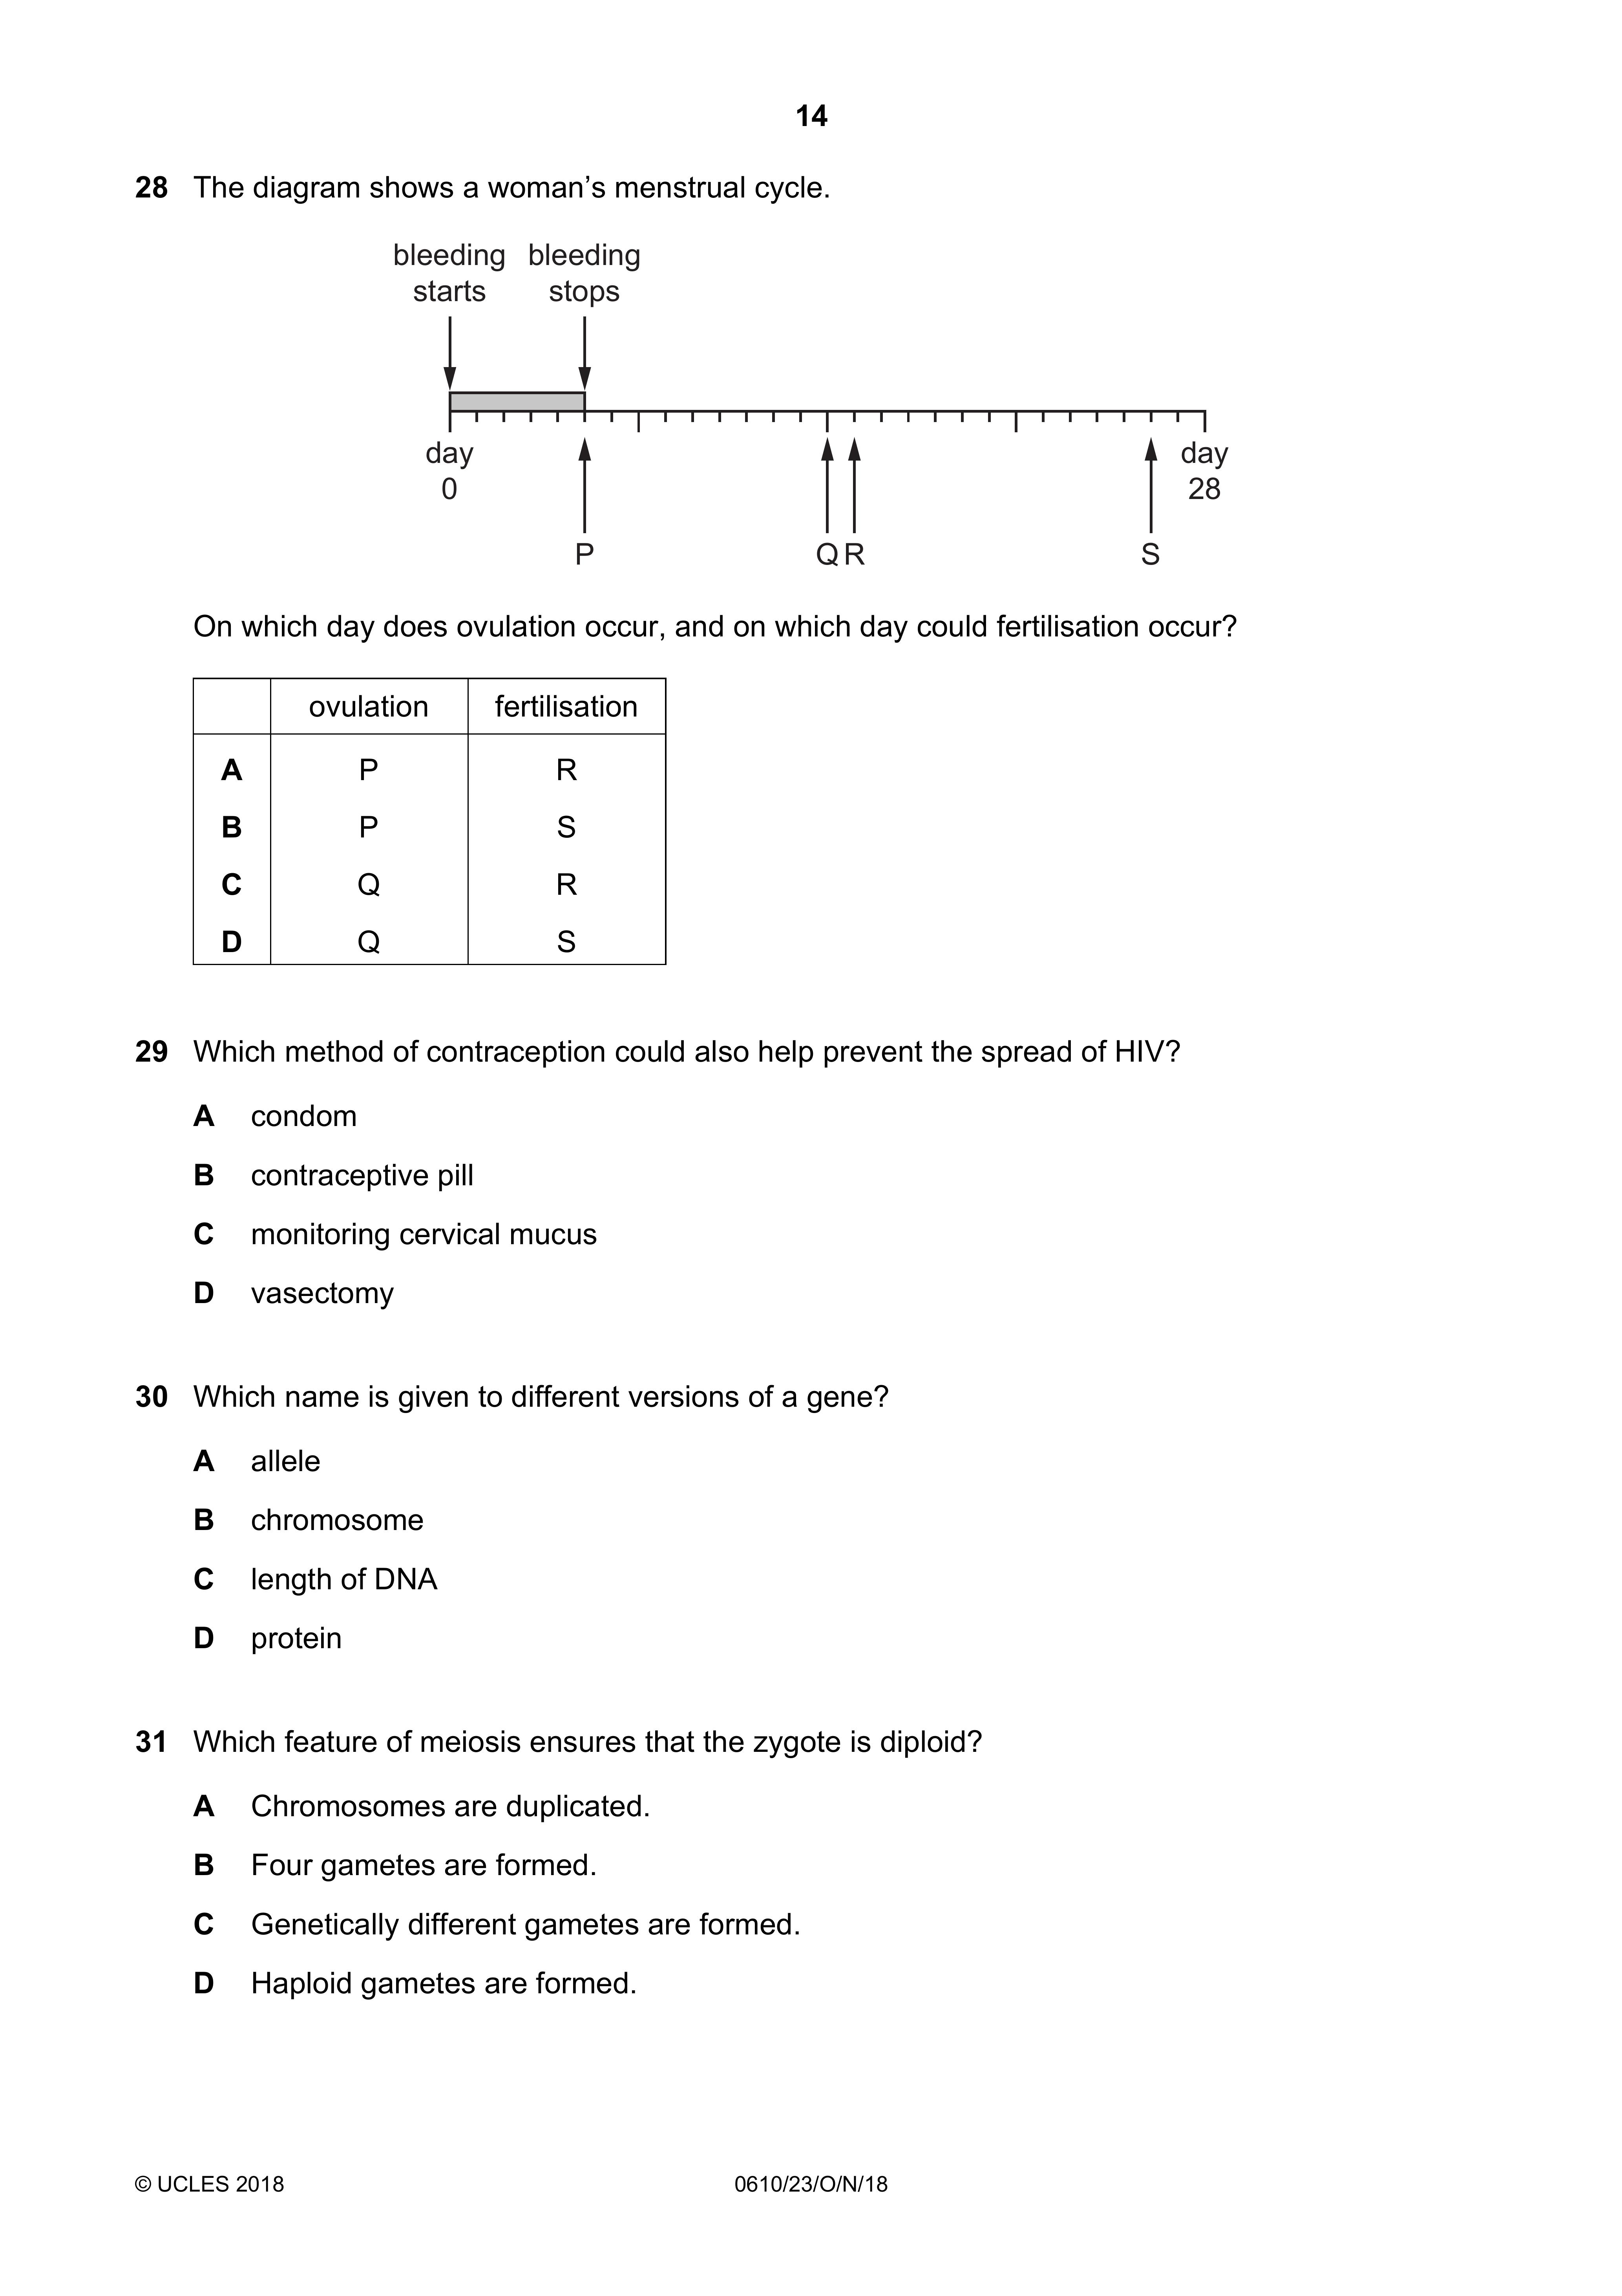 14
28 The diagram shows a woman’s menstrual cycle.
bleeding starts
bleeding stops
day 0
day 28
P
Q R
S
On which day does ovulation occur, and on which day could fertilisation occur?
ovulation fertilisation
A P R
B P S
C Q R
D Q S
29 Which method of contraception could also help prevent the spread of HIV?
A condom
B contraceptive pill
C monitoring cervical mucus
D vasectomy
30 Which name is given to different versions of a gene?
A allele
B chromosome
C length of DNA
D protein
31 Which feature of meiosis ensures that the zygote is diploid?
A Chromosomes are duplicated.
B Four gametes are formed.
C Genetically different gametes are formed.
D Haploid gametes are formed.
© UCLES 2018 0610/23/O/N/18